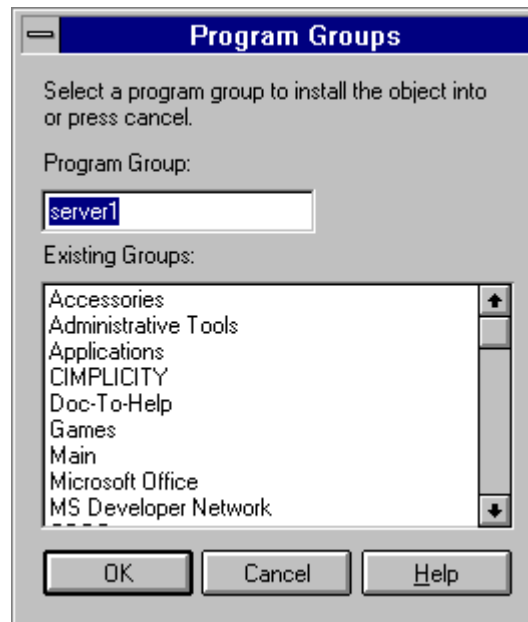 Program Groups
Select a program group to install the object into
or press cancel.
Program Group:
server1
Existing Groups:
Accessories
Administrative Tools
Applications
CIMPLICITY
Doc-To-Help
Games
Main
Microsoft Office
MS Developer Network
OK
Cancel
Help